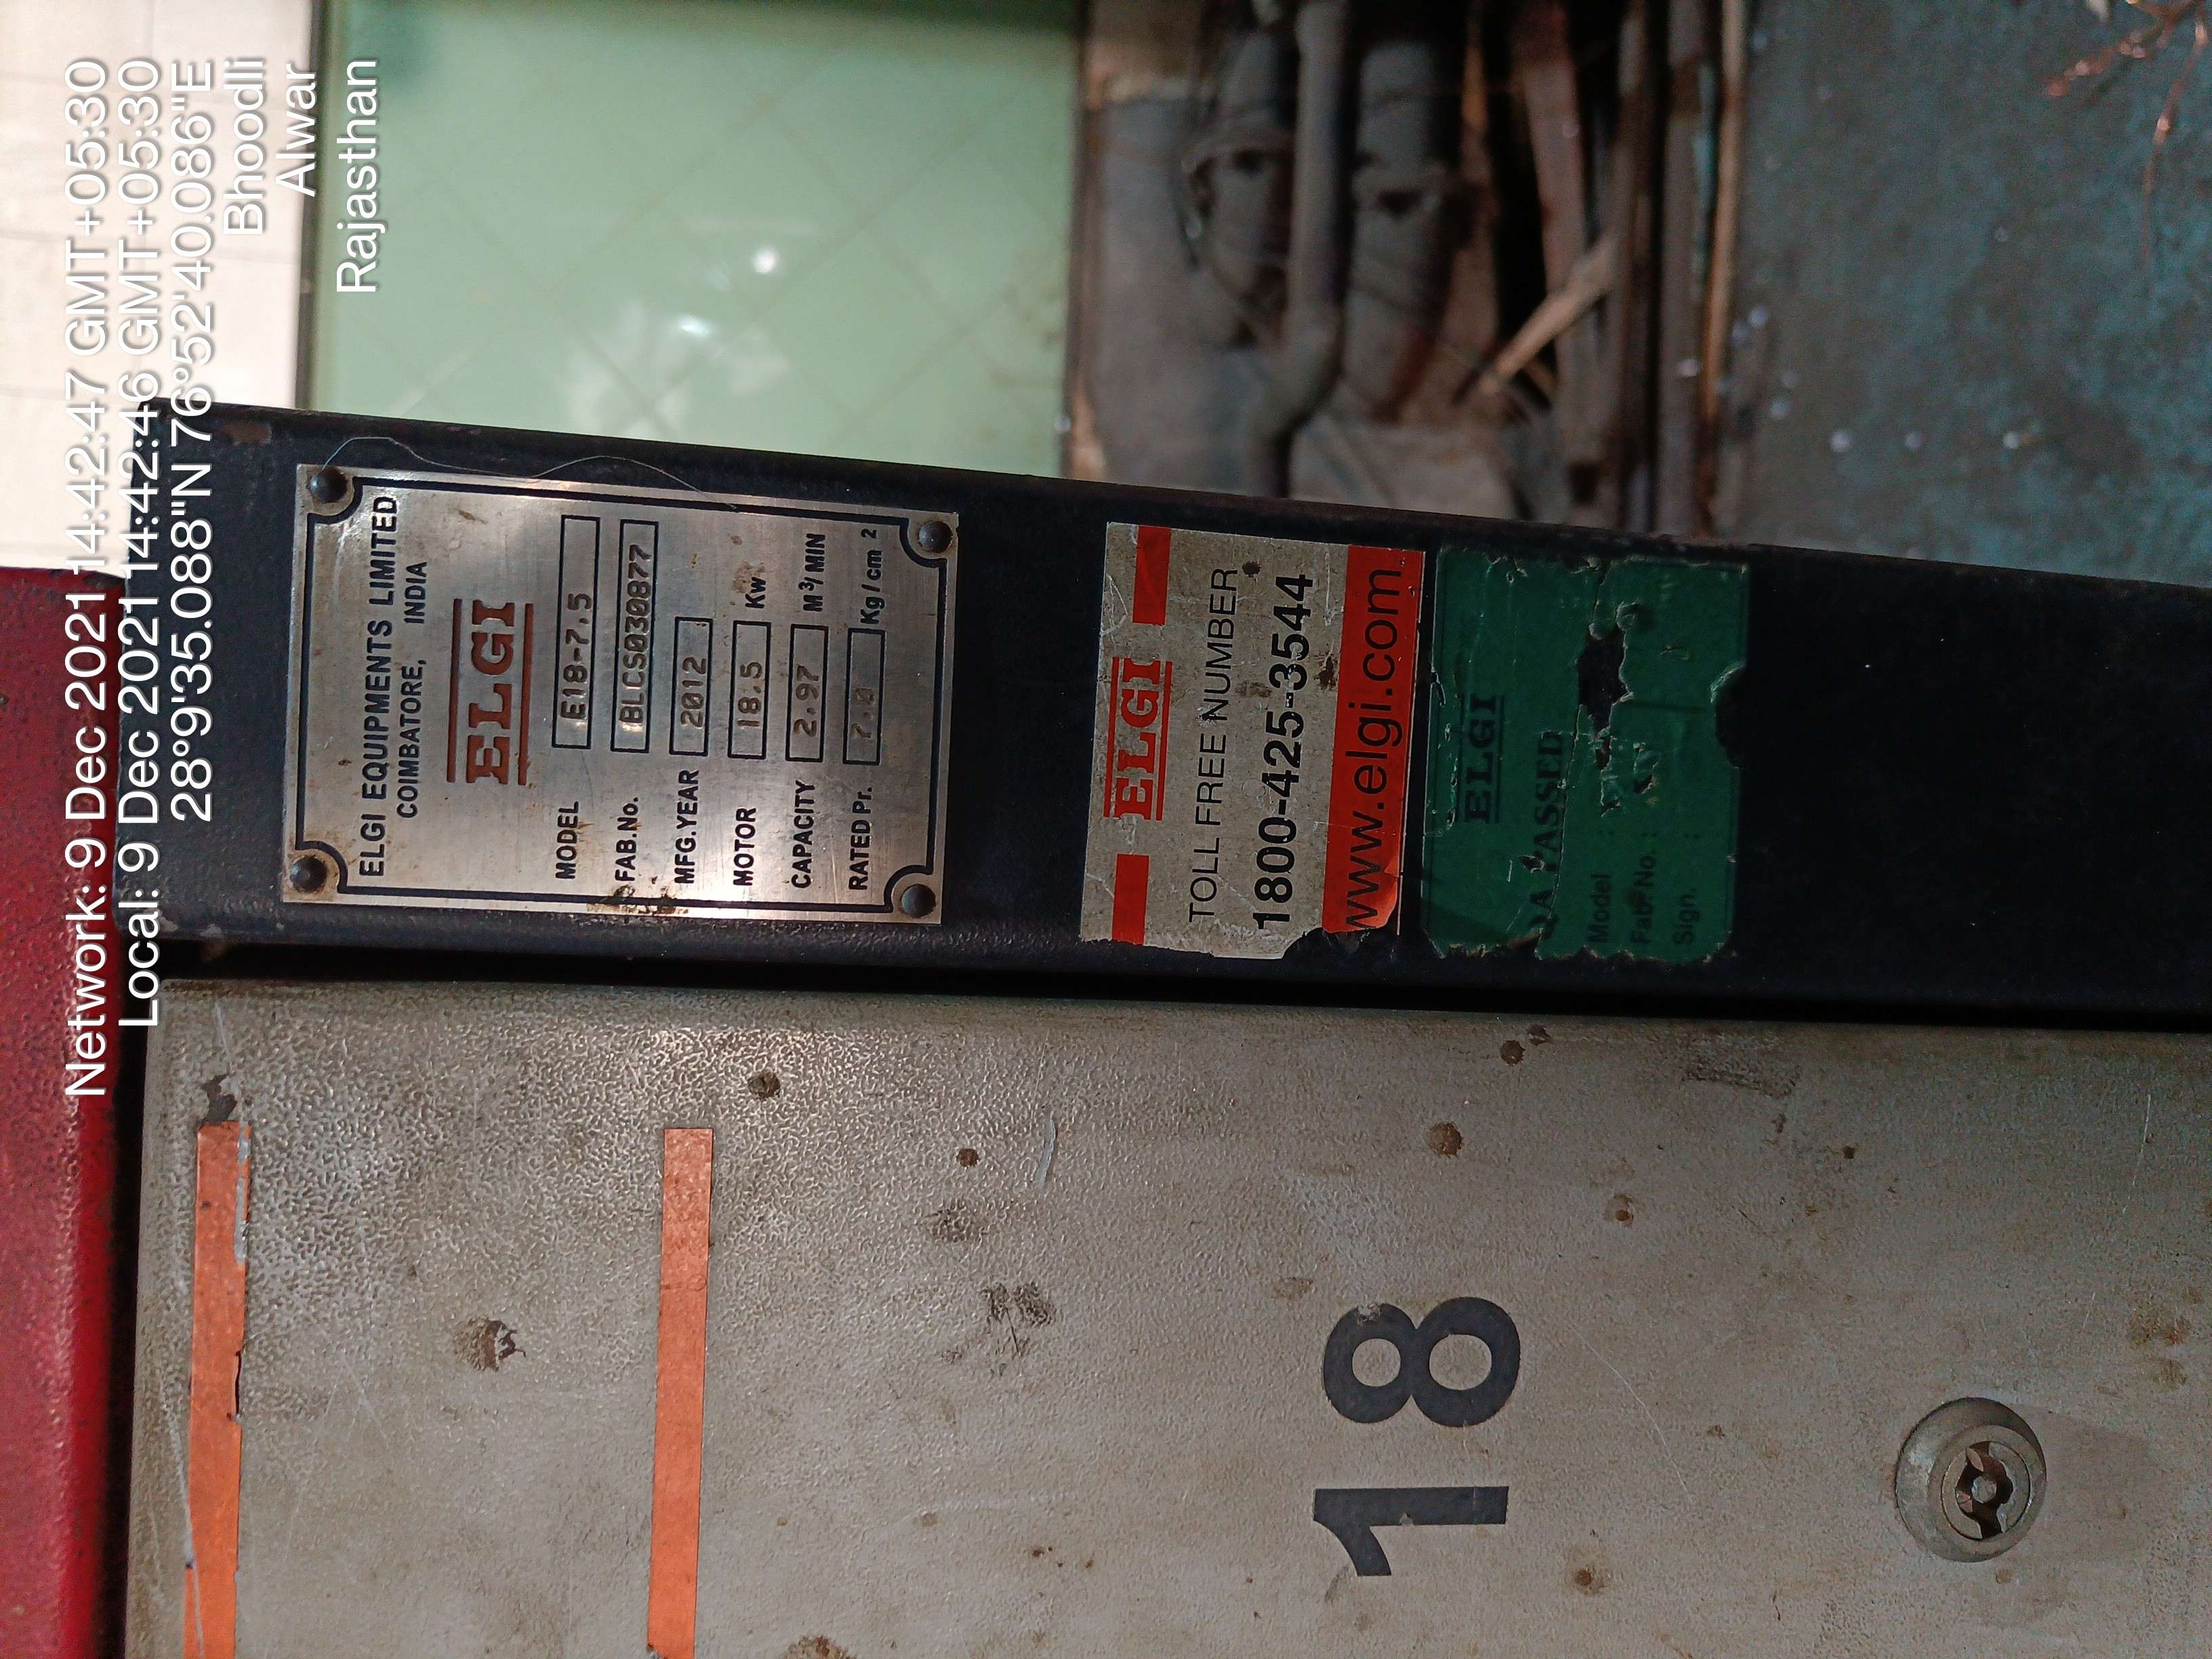 Network: 9 Dec 2021 14:42:47 GMT+05:30
Local: 9 Dec 2021 14:42:46 GMT+05:30
28°9'35.088"N 76°52'40.086"E
Bhoodli
Alwar
Rajasthan
ELGI EQUIPMENTS LIMITED
COIMBATORE, INDIA
ELGI
MODEL E18-7.5
FAB.No. BLCS030877
MFG.YEAR 2012
MOTOR 18.5 Kw
CAPACITY 2.97 M³/MIN
RATED Pr. 7.0 Kg/cm²
ELGI
TOLL FREE NUMBER
1800-425-3544
www.elgi.com
ELGI
QA PASSED
Model :
Fab. No. :
Sign. :
18